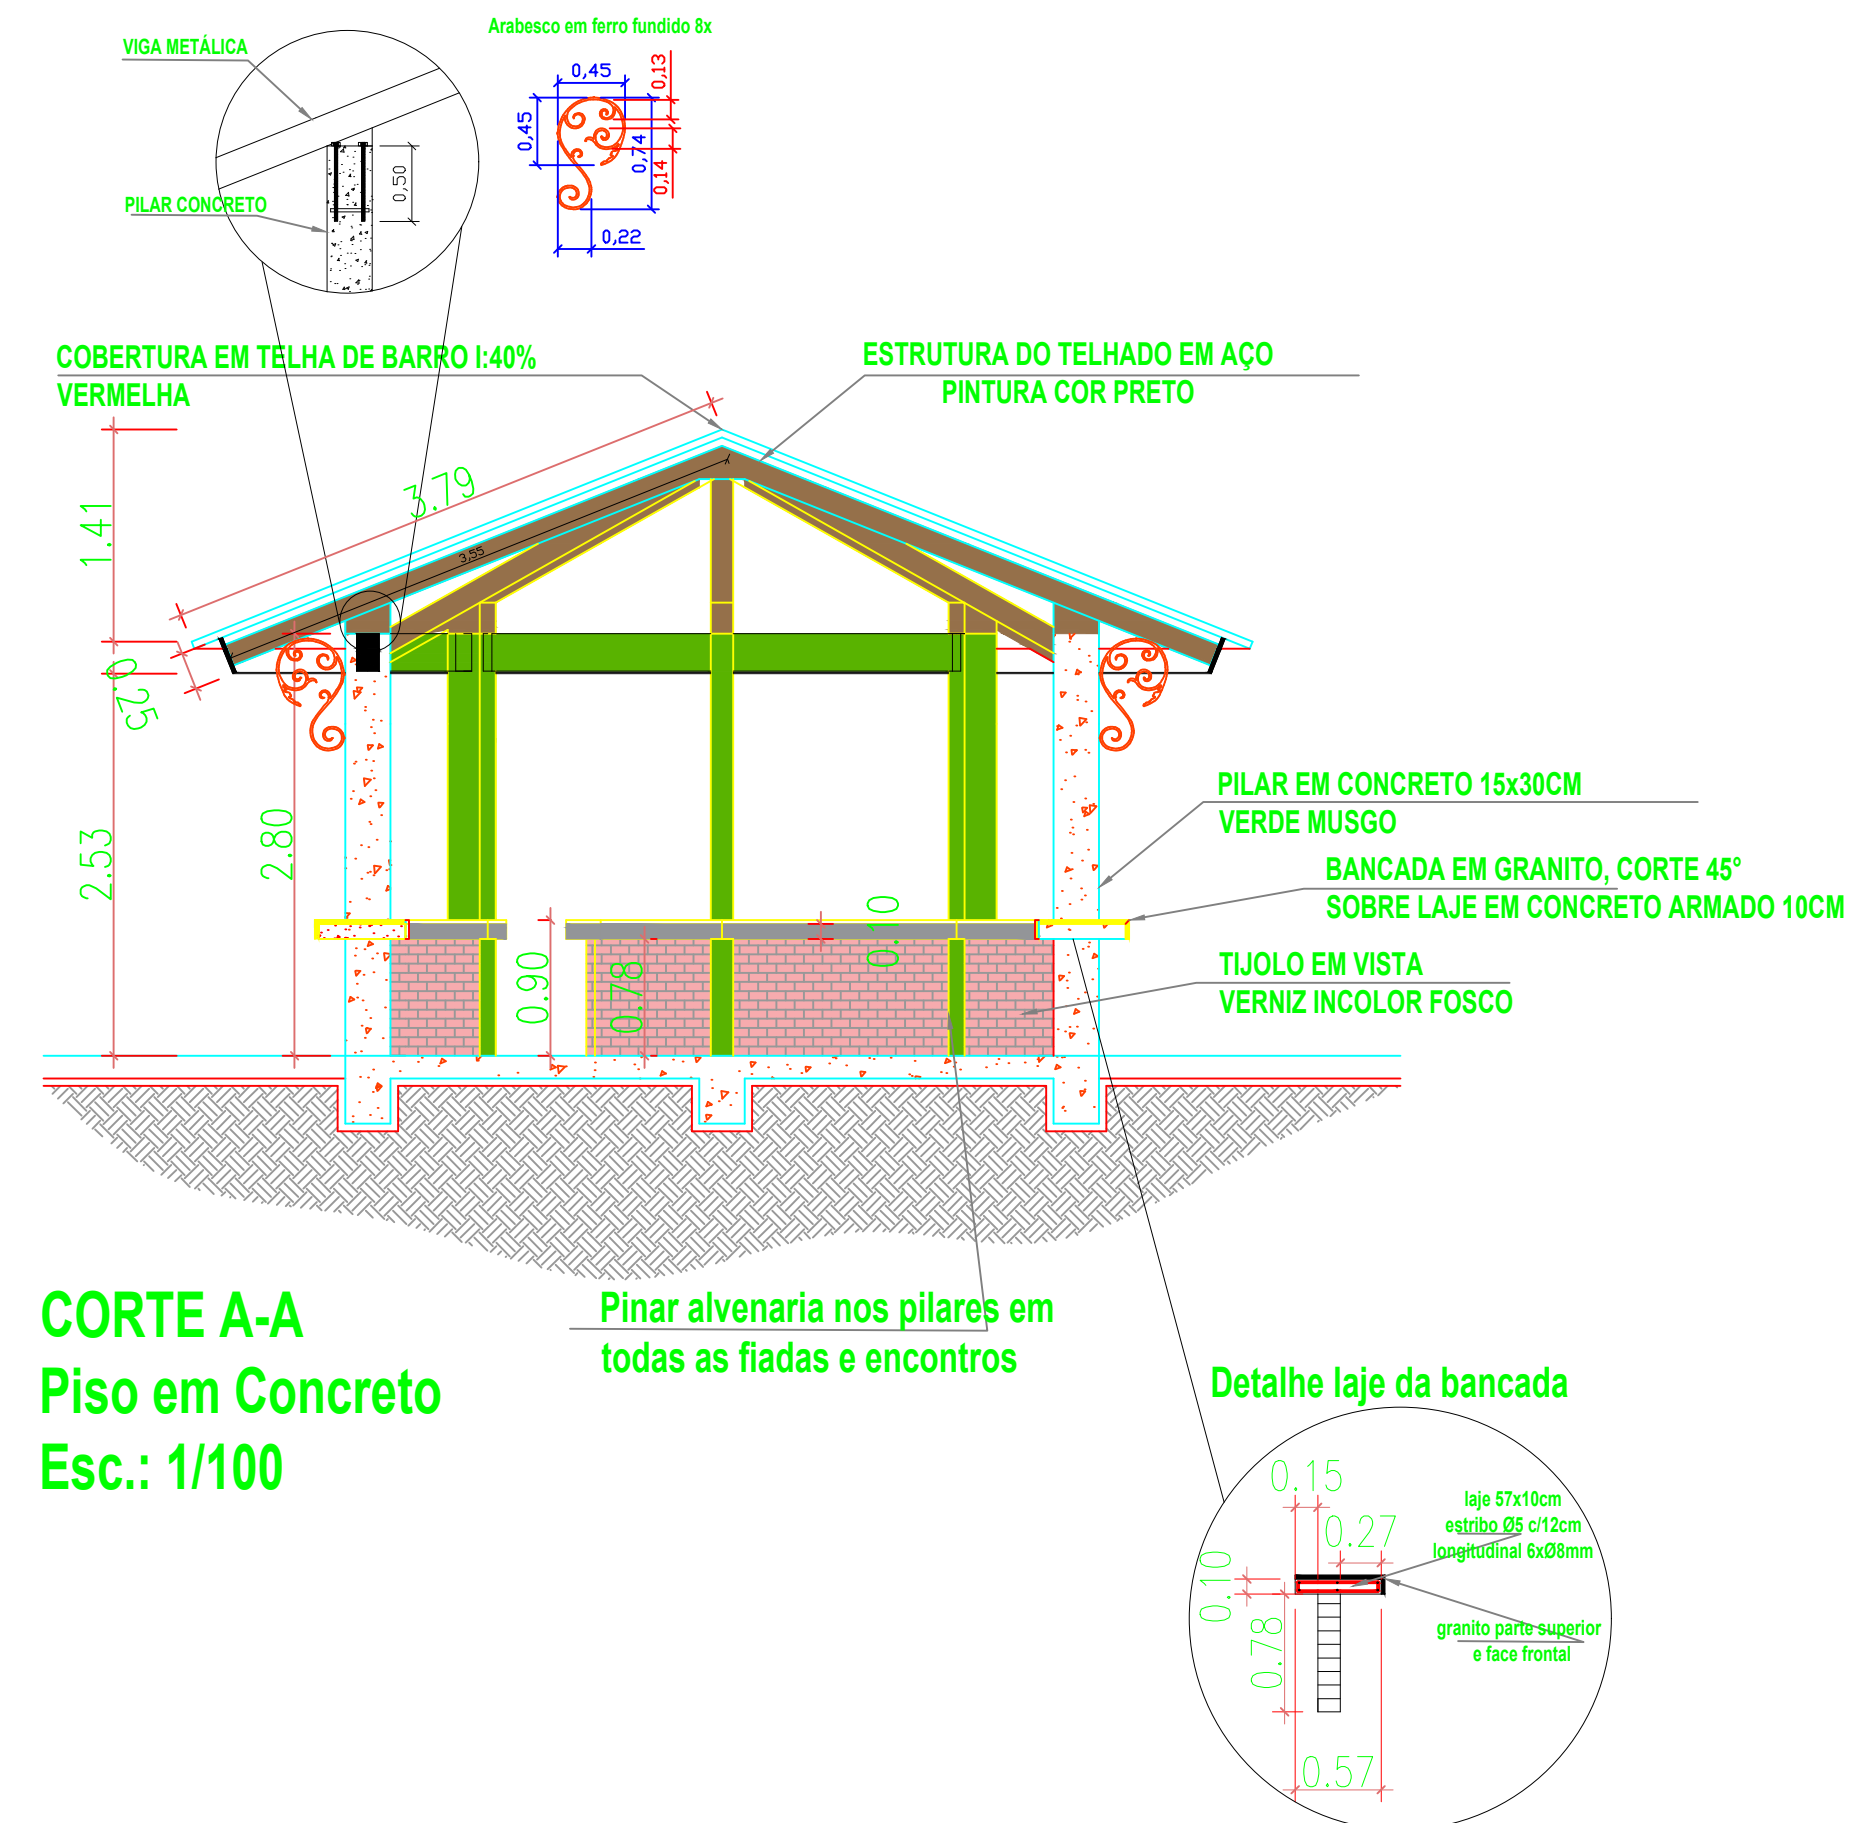 Arabesco em ferro fundido 8x
VIGA METÁLICA
0,45
0,13
0,45
0,74
0,14
0,22
0,50
PILAR CONCRETO
COBERTURA EM TELHA DE BARRO I:40%
VERMELHA
ESTRUTURA DO TELHADO EM AÇO
PINTURA COR PRETO
3.79
3,55
1.41
0.25
2.53
2.80
PILAR EM CONCRETO 15x30CM
VERDE MUSGO
BANCADA EM GRANITO, CORTE 45°
SOBRE LAJE EM CONCRETO ARMADO 10CM
0.10
0.90
0.78
TIJOLO EM VISTA
VERNIZ INCOLOR FOSCO
CORTE A-A
Piso em Concreto
Esc.: 1/100
Pinar alvenaria nos pilares em
todas as fiadas e encontros
Detalhe laje da bancada
0.15
0.27
laje 57x10cm
estribo Ø5 c/12cm
longitudinal 6xØ8mm
0.10
0.78
granito parte superior
e face frontal
0.57